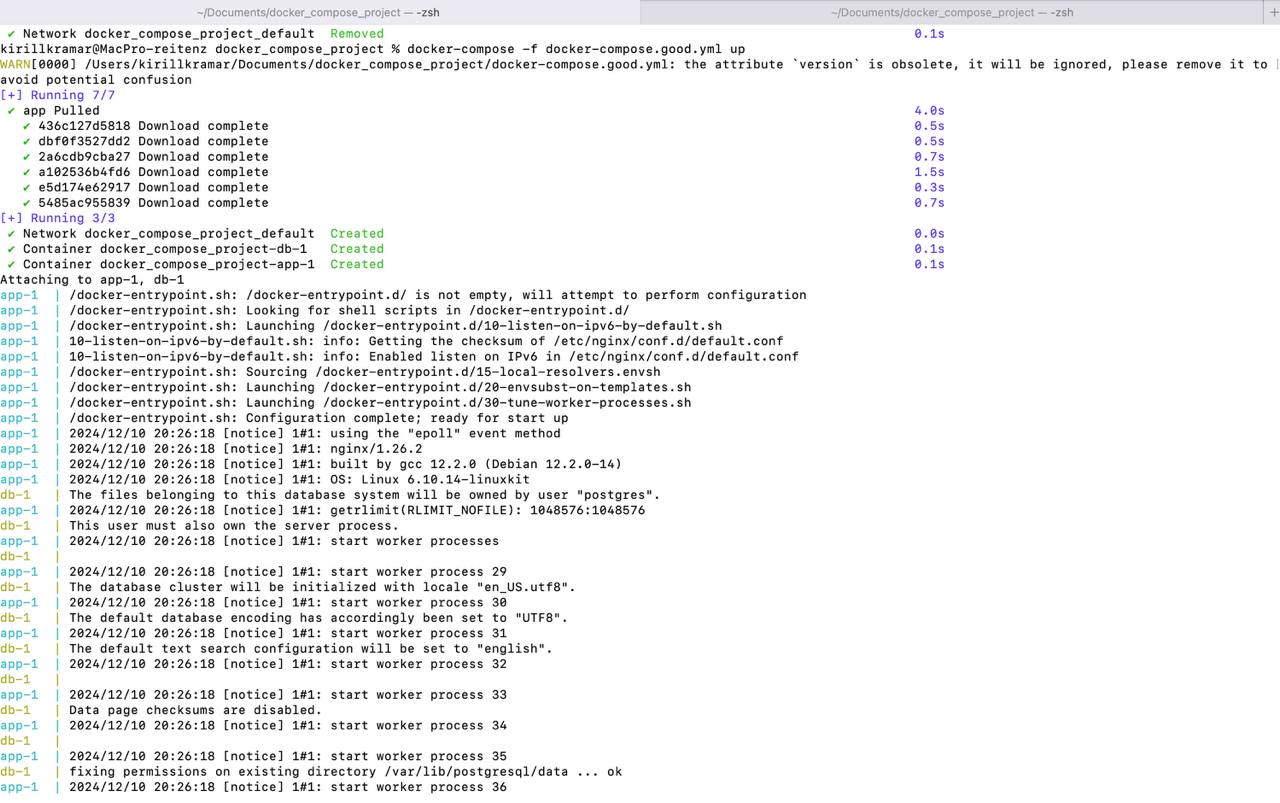 ~/Documents/docker_compose_project — -zsh
~/Documents/docker_compose_project — -zsh
+
✔ Network docker_compose_project_default Removed 0.1s
kirillkramar@MacPro-reitenz docker_compose_project % docker-compose -f docker-compose.good.yml up
WARN[0000] /Users/kirillkramar/Documents/docker_compose_project/docker-compose.good.yml: the attribute `version` is obsolete, it will be ignored, please remove it to
avoid potential confusion
[+] Running 7/7
✔ app Pulled 4.0s
✔ 436c127d5818 Download complete 0.5s
✔ dbf0f3527dd2 Download complete 0.5s
✔ 2a6cdb9cba27 Download complete 0.7s
✔ a102536b4fd6 Download complete 1.5s
✔ e5d174e62917 Download complete 0.3s
✔ 5485ac955839 Download complete 0.7s
[+] Running 3/3
✔ Network docker_compose_project_default Created 0.0s
✔ Container docker_compose_project-db-1 Created 0.1s
✔ Container docker_compose_project-app-1 Created 0.1s
Attaching to app-1, db-1
app-1 | /docker-entrypoint.sh: /docker-entrypoint.d/ is not empty, will attempt to perform configuration
app-1 | /docker-entrypoint.sh: Looking for shell scripts in /docker-entrypoint.d/
app-1 | /docker-entrypoint.sh: Launching /docker-entrypoint.d/10-listen-on-ipv6-by-default.sh
app-1 | 10-listen-on-ipv6-by-default.sh: info: Getting the checksum of /etc/nginx/conf.d/default.conf
app-1 | 10-listen-on-ipv6-by-default.sh: info: Enabled listen on IPv6 in /etc/nginx/conf.d/default.conf
app-1 | /docker-entrypoint.sh: Sourcing /docker-entrypoint.d/15-local-resolvers.envsh
app-1 | /docker-entrypoint.sh: Launching /docker-entrypoint.d/20-envsubst-on-templates.sh
app-1 | /docker-entrypoint.sh: Launching /docker-entrypoint.d/30-tune-worker-processes.sh
app-1 | /docker-entrypoint.sh: Configuration complete; ready for start up
app-1 | 2024/12/10 20:26:18 [notice] 1#1: using the "epoll" event method
app-1 | 2024/12/10 20:26:18 [notice] 1#1: nginx/1.26.2
app-1 | 2024/12/10 20:26:18 [notice] 1#1: built by gcc 12.2.0 (Debian 12.2.0-14)
app-1 | 2024/12/10 20:26:18 [notice] 1#1: OS: Linux 6.10.14-linuxkit
db-1 | The files belonging to this database system will be owned by user "postgres".
app-1 | 2024/12/10 20:26:18 [notice] 1#1: getrlimit(RLIMIT_NOFILE): 1048576:1048576
db-1 | This user must also own the server process.
app-1 | 2024/12/10 20:26:18 [notice] 1#1: start worker processes
db-1 |
app-1 | 2024/12/10 20:26:18 [notice] 1#1: start worker process 29
db-1 | The database cluster will be initialized with locale "en_US.utf8".
app-1 | 2024/12/10 20:26:18 [notice] 1#1: start worker process 30
db-1 | The default database encoding has accordingly been set to "UTF8".
app-1 | 2024/12/10 20:26:18 [notice] 1#1: start worker process 31
db-1 | The default text search configuration will be set to "english".
app-1 | 2024/12/10 20:26:18 [notice] 1#1: start worker process 32
db-1 |
app-1 | 2024/12/10 20:26:18 [notice] 1#1: start worker process 33
db-1 | Data page checksums are disabled.
app-1 | 2024/12/10 20:26:18 [notice] 1#1: start worker process 34
db-1 |
app-1 | 2024/12/10 20:26:18 [notice] 1#1: start worker process 35
db-1 | fixing permissions on existing directory /var/lib/postgresql/data ... ok
app-1 | 2024/12/10 20:26:18 [notice] 1#1: start worker process 36